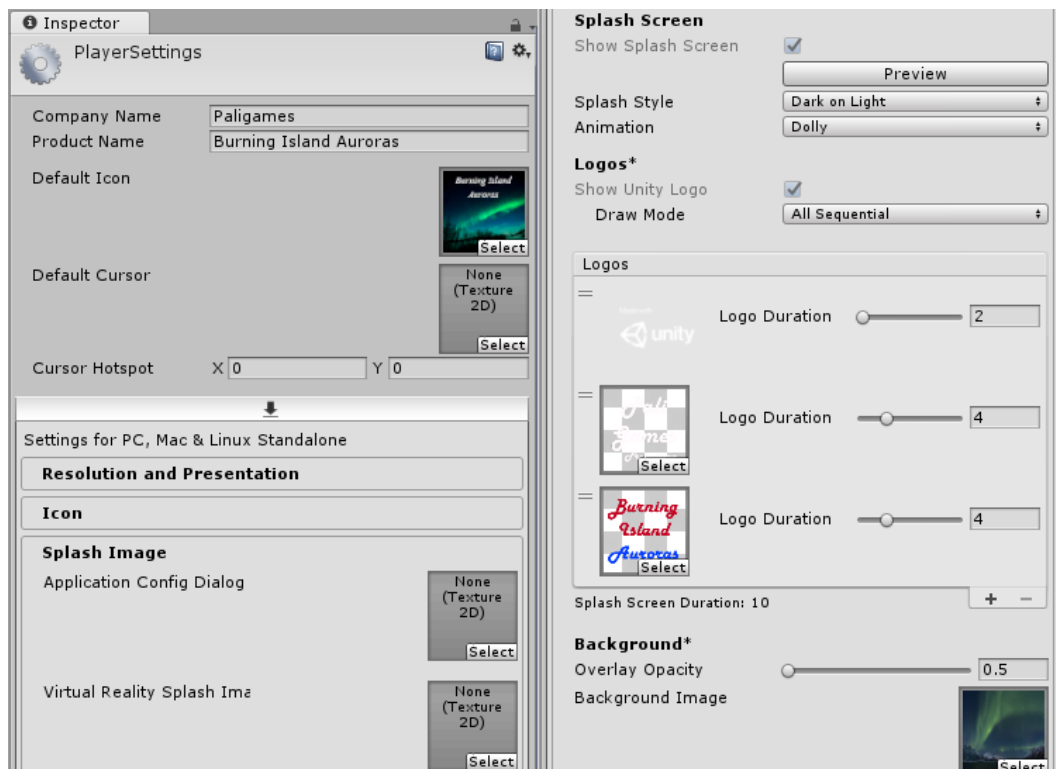 Inspector
PlayerSettings
Company Name Paligames
Product Name Burning Island Auroras
Default Icon
Burning Island
Auroras
Select
Default Cursor
None
(Texture
2D)
Select
Cursor Hotspot X 0 Y 0
Settings for PC, Mac & Linux Standalone
Resolution and Presentation
Icon
Splash Image
Application Config Dialog
None
(Texture
2D)
Select
Virtual Reality Splash Ima
None
(Texture
2D)
Select
Splash Screen
Show Splash Screen
Preview
Splash Style Dark on Light
Animation Dolly
Logos*
Show Unity Logo
Draw Mode All Sequential
Logos
unity
Logo Duration 2
Pali
Games
Logo Duration 4
Select
Burning
Island
Auroras
Logo Duration 4
Select
Splash Screen Duration: 10
Background*
Overlay Opacity 0.5
Background Image
Select